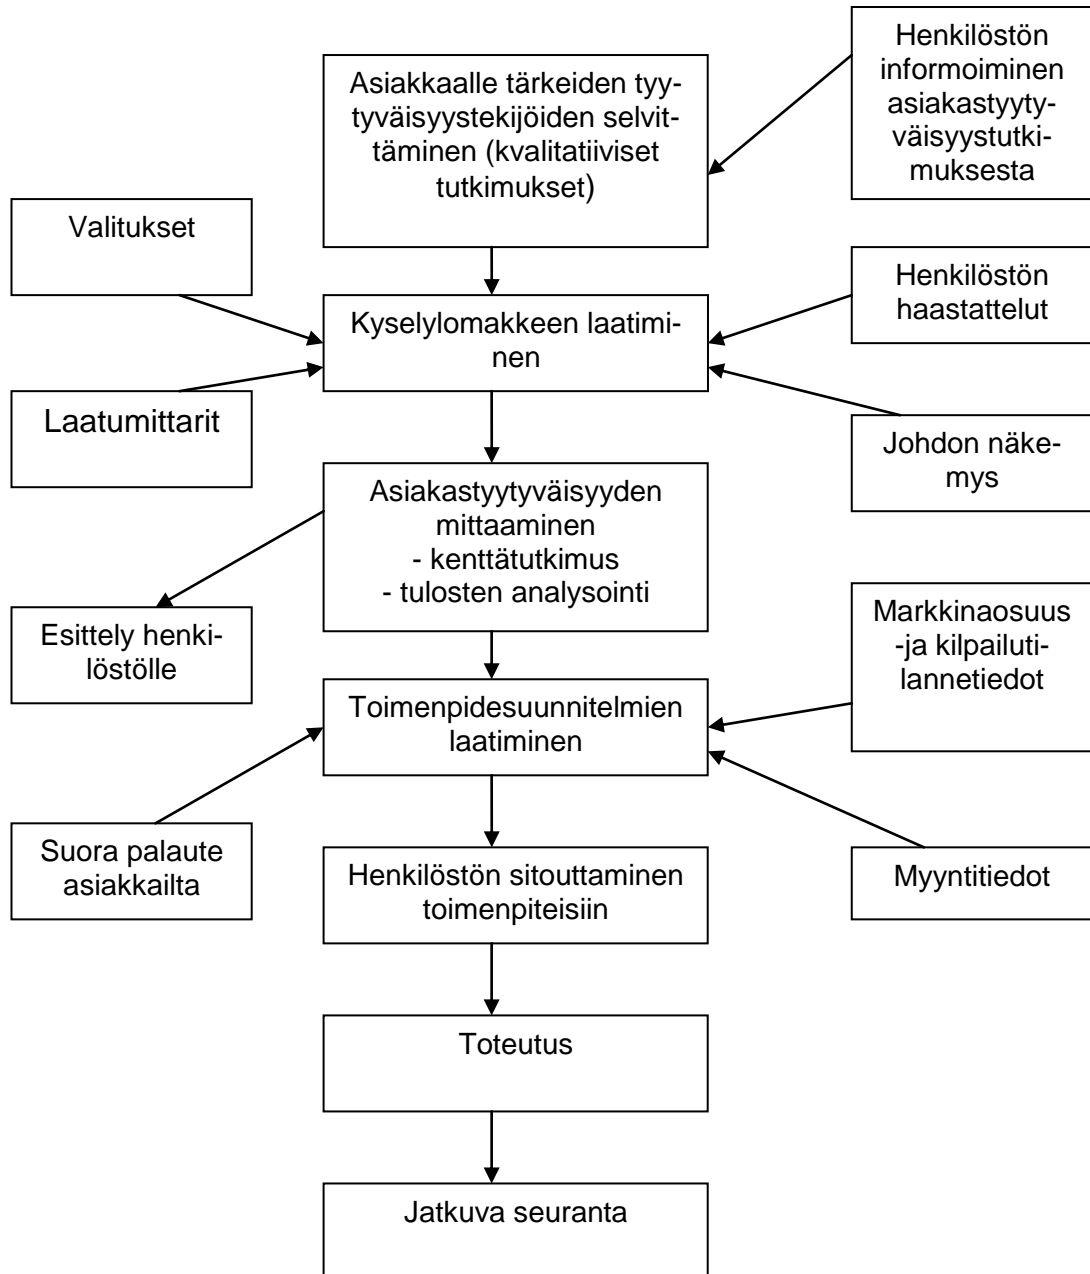 Henkilöstön
informoiminen
asiakastyyty-
väisyystutki-
muksesta
Asiakkaalle tärkeiden tyy-
tyväisyystekijöiden selvit-
täminen (kvalitatiiviset
tutkimukset)
Valitukset
Henkilöstön
haastattelut
Kyselylomakkeen laatimi-
nen
Laatumittarit
Johdon näke-
mys
Asiakastyytyväisyyden
mittaaminen
- kenttätutkimus
- tulosten analysointi
Esittely henki-
löstölle
Markkinaosuus
-ja kilpailuti-
lannetiedot
Toimenpidesuunnitelmien
laatiminen
Suora palaute
asiakkailta
Henkilöstön sitouttaminen
toimenpiteisiin
Myyntitiedot
Toteutus
Jatkuva seuranta